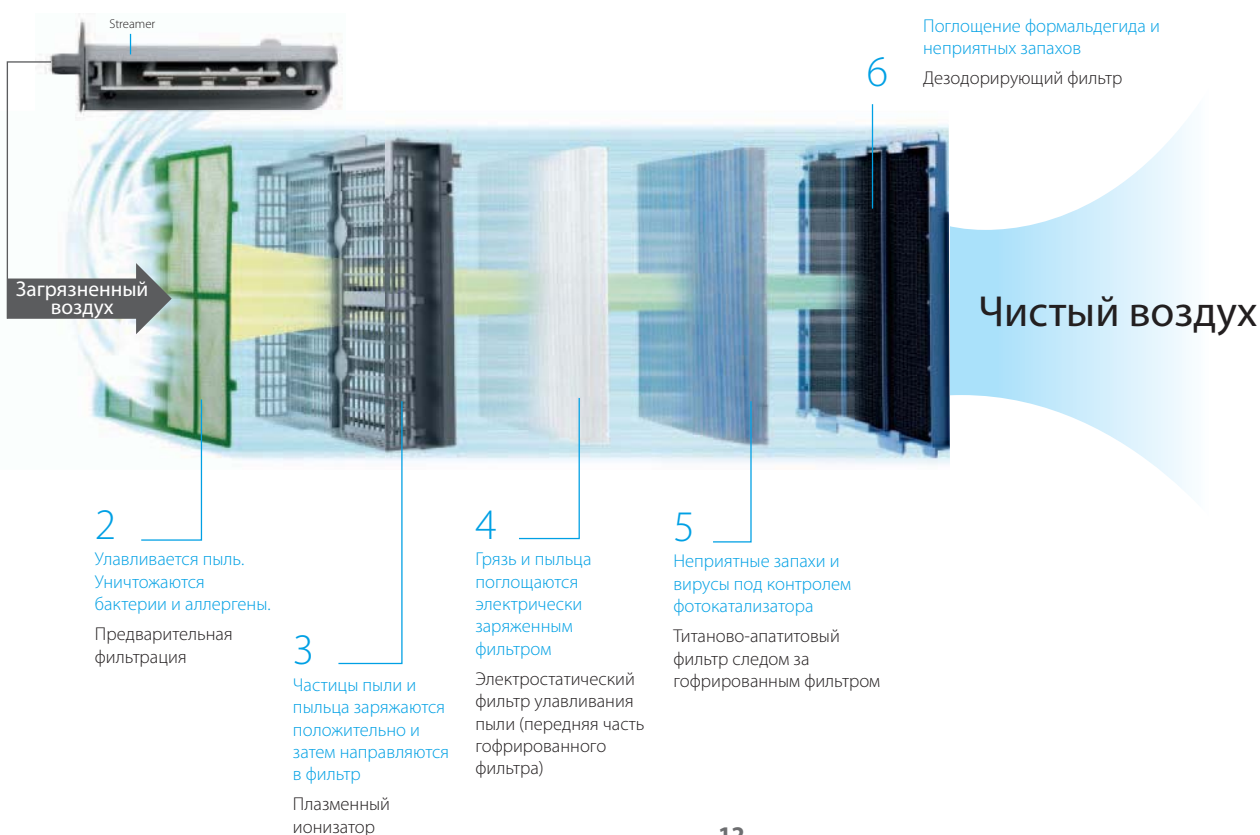 Streamer
Поглощение формальдегида и
неприятных запахов
6
Дезодорирующий фильтр
Загрязненный
воздух
Чистый воздух
2
Улавливается пыль.
Уничтожаются
бактерии и аллергены.
Предварительная
фильтрация
3
Частицы пыли и
пыльца заряжаются
положительно и
затем направляются
в фильтр
Плазменный
ионизатор
4
Грязь и пыльца
поглощаются
электрически
заряженным
фильтром
Электростатический
фильтр улавливания
пыли (передняя часть
гофрированного
фильтра)
5
Неприятные запахи и
вирусы под контролем
фотокатализатора
Титаново-апатитовый
фильтр следом за
гофрированным фильтром